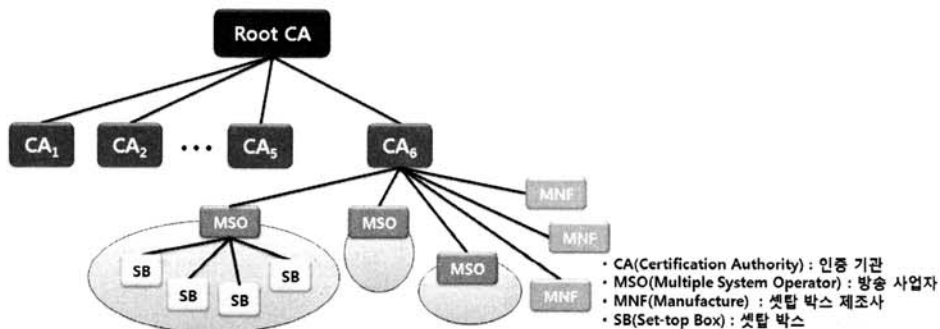 Root CA
CA₁
CA₂
•••
CA₅
CA₆
MSO
MSO
MSO
MNF
MNF
MNF
SB
SB
SB
SB
• CA(Certification Authority) : 인증 기관
• MSO(Multiple System Operator) : 방송 사업자
• MNF(Manufacture) : 셋탑 박스 제조사
• SB(Set-top Box) : 셋탑 박스